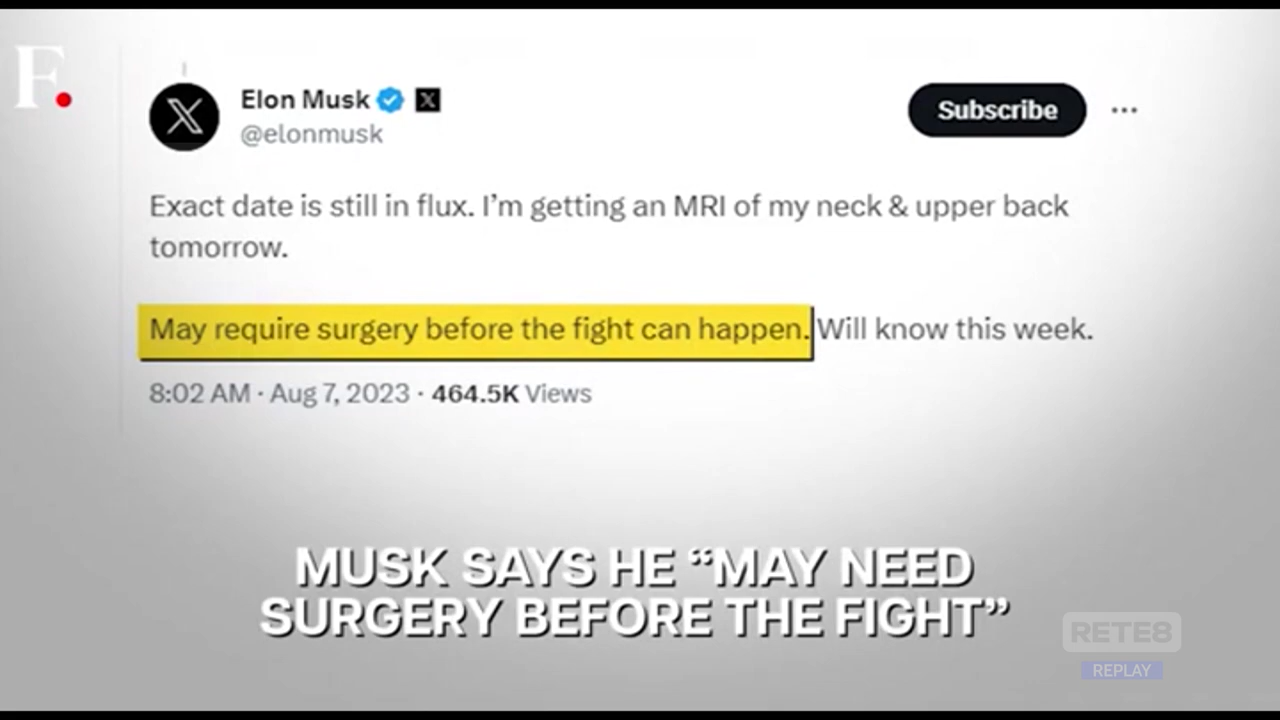 F.
Elon Musk
@elonmusk
Subscribe
Exact date is still in flux. I’m getting an MRI of my neck & upper back
tomorrow.
May require surgery before the fight can happen. Will know this week.
8:02 AM · Aug 7, 2023 · 464.5K Views
MUSK SAYS HE “MAY NEED
SURGERY BEFORE THE FIGHT”
RETE8
REPLAY